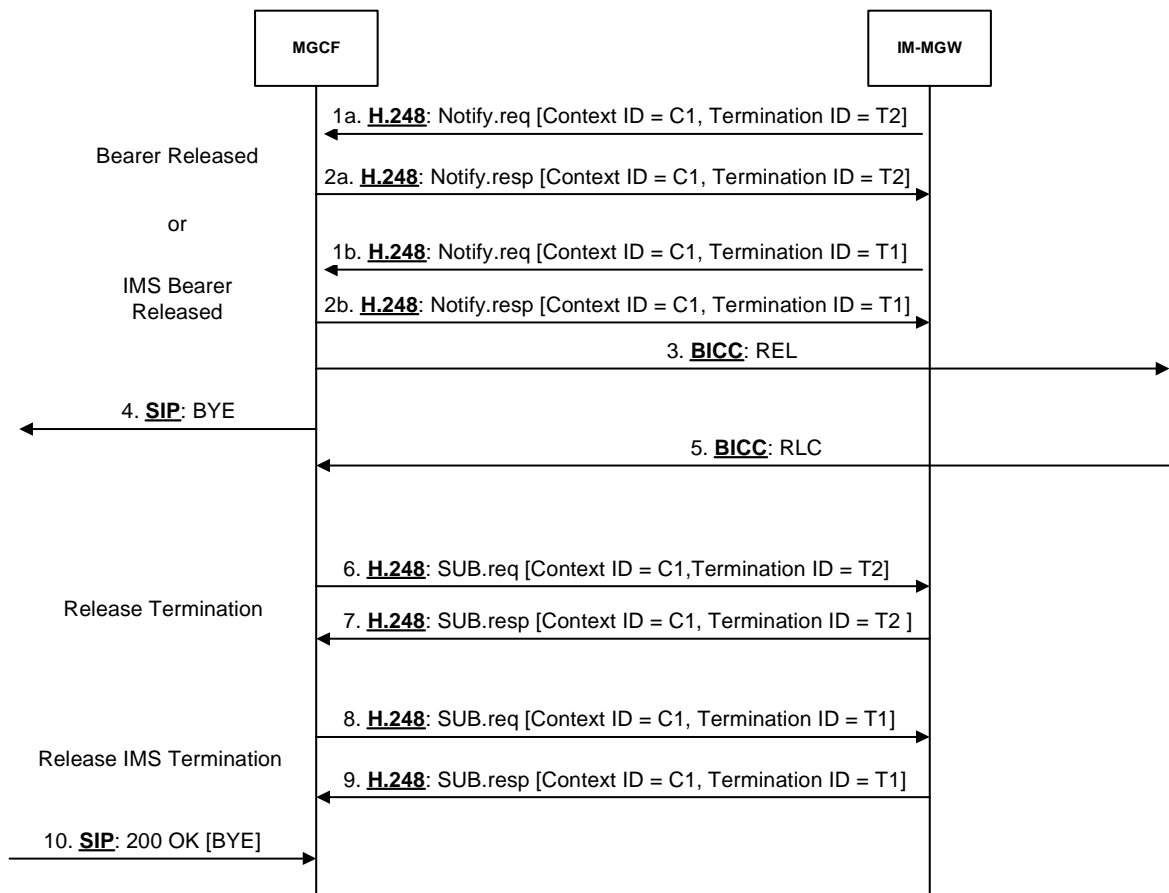 MGCF
IM-MGW
1a. H.248: Notify.req [Context ID = C1, Termination ID = T2]
Bearer Released
2a. H.248: Notify.resp [Context ID = C1, Termination ID = T2]
or
1b. H.248: Notify.req [Context ID = C1, Termination ID = T1]
IMS Bearer
Released
2b. H.248: Notify.resp [Context ID = C1, Termination ID = T1]
3. BICC: REL
4. SIP: BYE
5. BICC: RLC
6. H.248: SUB.req [Context ID = C1,Termination ID = T2]
Release Termination
7. H.248: SUB.resp [Context ID = C1, Termination ID = T2 ]
8. H.248: SUB.req [Context ID = C1, Termination ID = T1]
Release IMS Termination
9. H.248: SUB.resp [Context ID = C1, Termination ID = T1]
10. SIP: 200 OK [BYE]